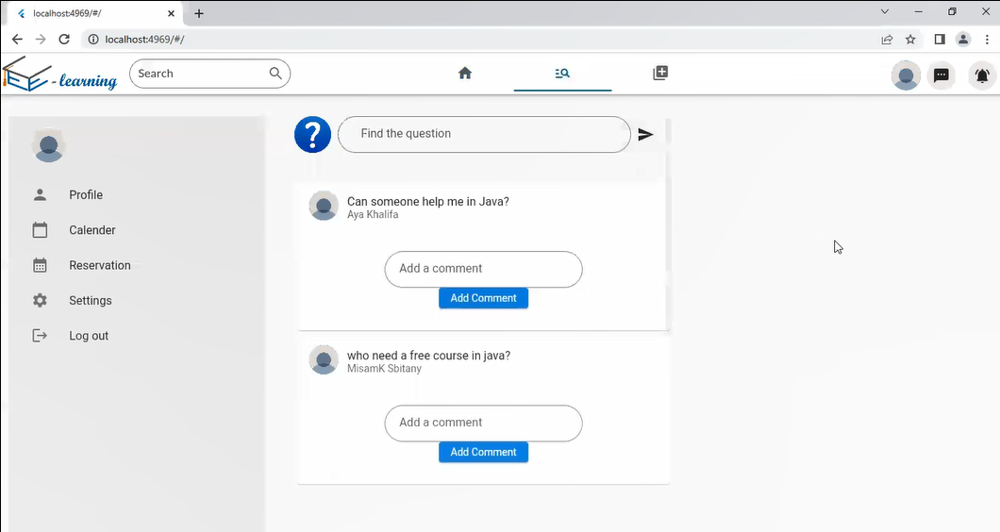 localhost:4969/#/
localhost:4969/#/
E-learning
Search
Find the question
Profile
Calender
Reservation
Settings
Log out
Can someone help me in Java?
Aya Khalifa
Add a comment
Add Comment
who need a free course in java?
MisamK Sbitany
Add a comment
Add Comment